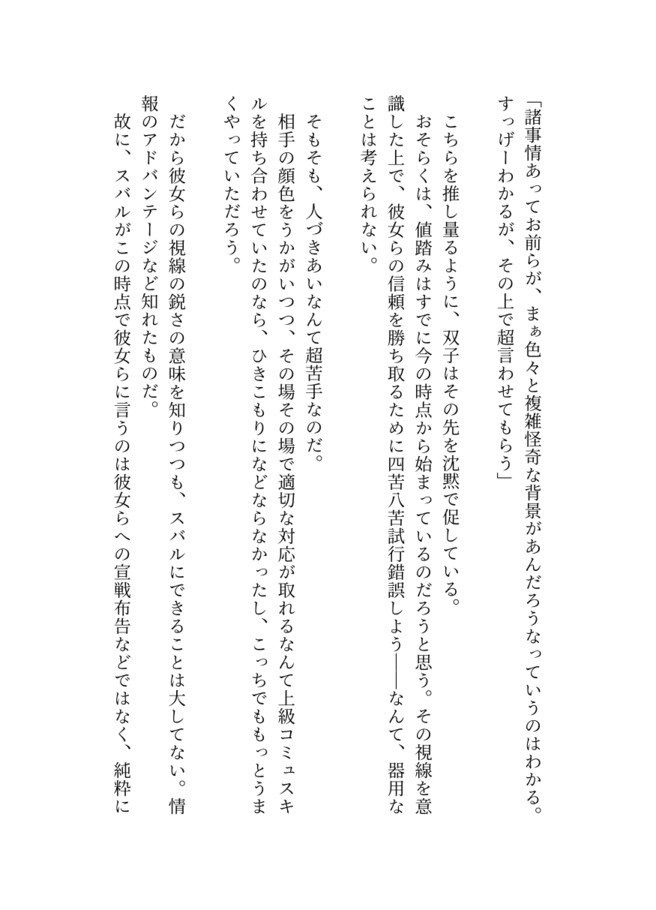 「諸事情あってお前らが、まぁ色々と複雑怪奇な背景があんだろうなっていうのはわかる。
すっげーわかるが、その上で超言わせてもらう」
こちらを推し量るように、双子はその先を沈黙で促している。
おそらくは、値踏みはすでに今の時点から始まっているのだろうと思う。その視線を意
識した上で、彼女らの信頼を勝ち取るために四苦八苦試行錯誤しよう――なんて、器用な
ことは考えられない。
そもそも、人づきあいなんて超苦手なのだ。
相手の顔色をうかがいつつ、その場その場で適切な対応が取れるなんて上級コミュスキ
ルを持ち合わせていたのなら、ひきこもりになどならなかったし、こっちでももっとうま
くやっていただろう。
だから彼女らの視線の鋭さの意味を知りつつも、スバルにできることは大してない。情
報のアドバンテージなど知れたものだ。
故に、スバルがこの時点で彼女らに言うのは彼女らへの宣戦布告などではなく、純粋に